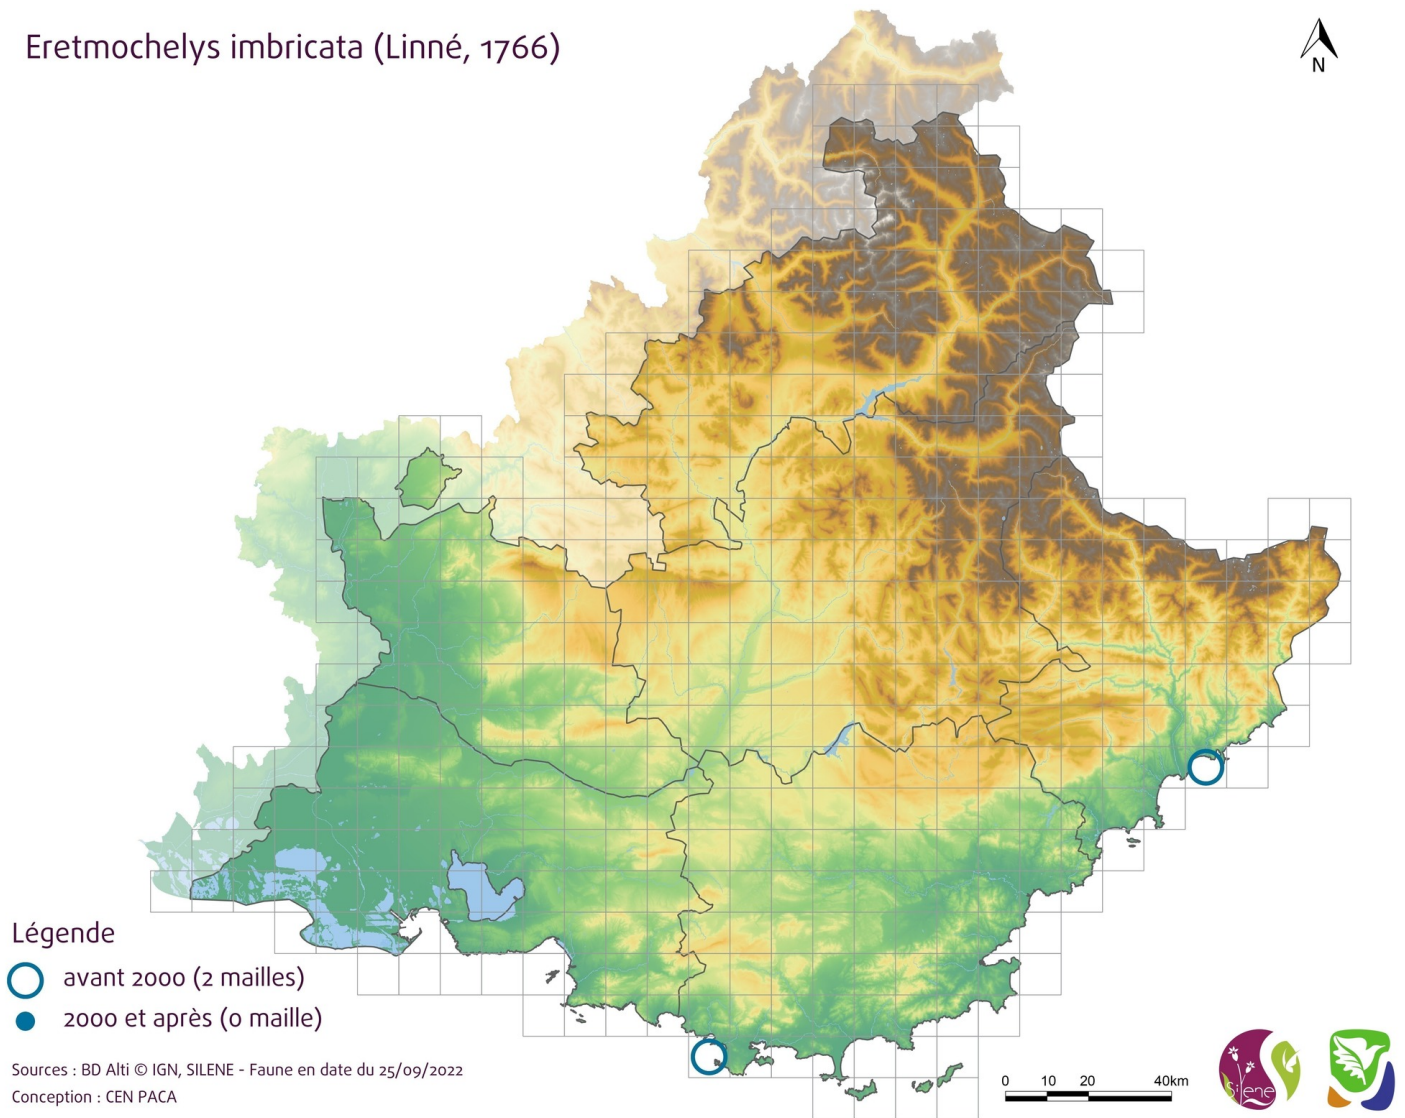 Eretmochelys imbricata (Linné, 1766)
N
Légende
avant 2000 (2 mailles)
2000 et après (0 maille)
Sources : BD Alti © IGN, SILENE - Faune en date du 25/09/2022
Conception : CEN PACA
0 10 20 40km
Silene